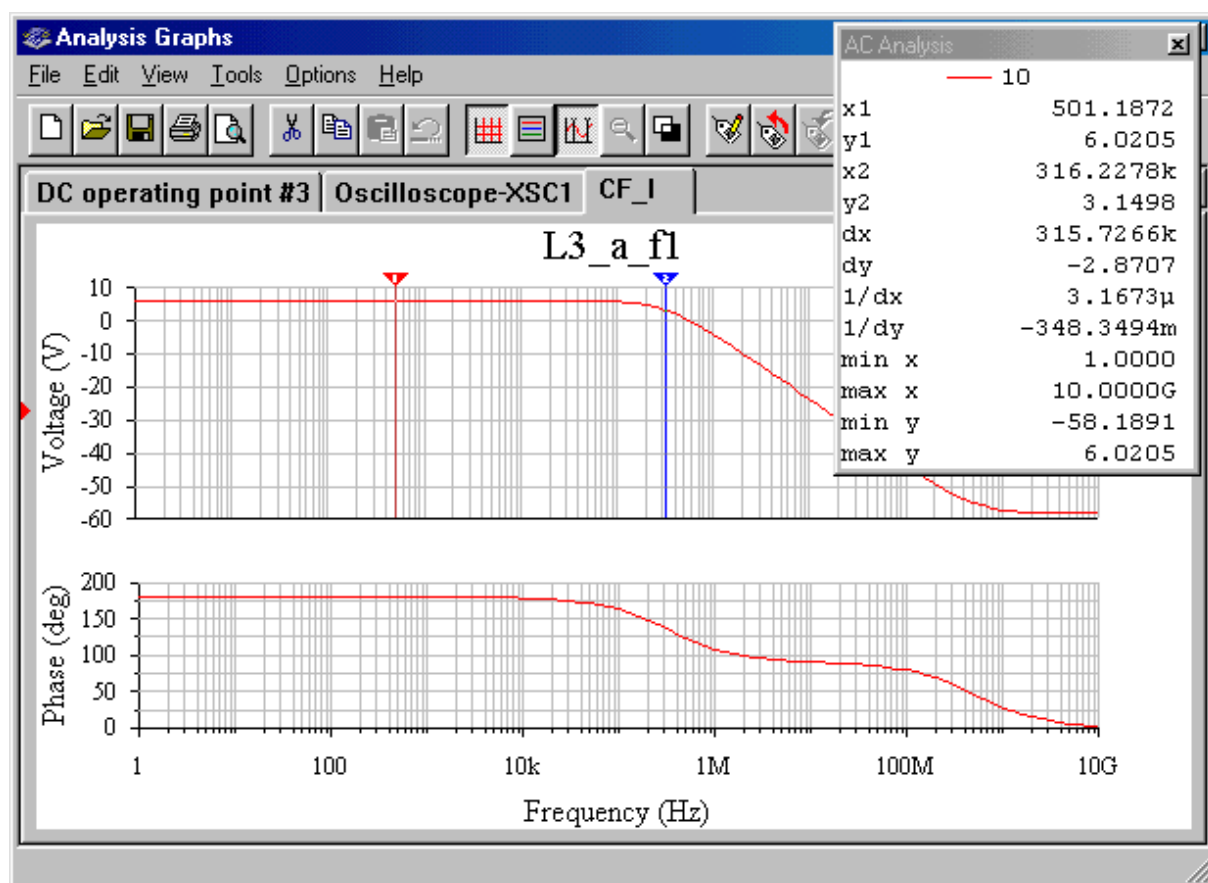 Analysis Graphs
File Edit View Tools Options Help
DC operating point #3 Oscilloscope-XSC1 CF_I
AC Analysis
10
x1 501.1872
y1 6.0205
x2 316.2278k
y2 3.1498
dx 315.7266k
dy -2.8707
1/dx 3.1673µ
1/dy -348.3494m
min x 1.0000
max x 10.0000G
min y -58.1891
max y 6.0205
L3_a_f1
1 2
Voltage (V)
10
0
-10
-20
-30
-40
-50
-60
Phase (deg)
200
150
100
50
0
1 100 10k 1M 100M 10G
Frequency (Hz)